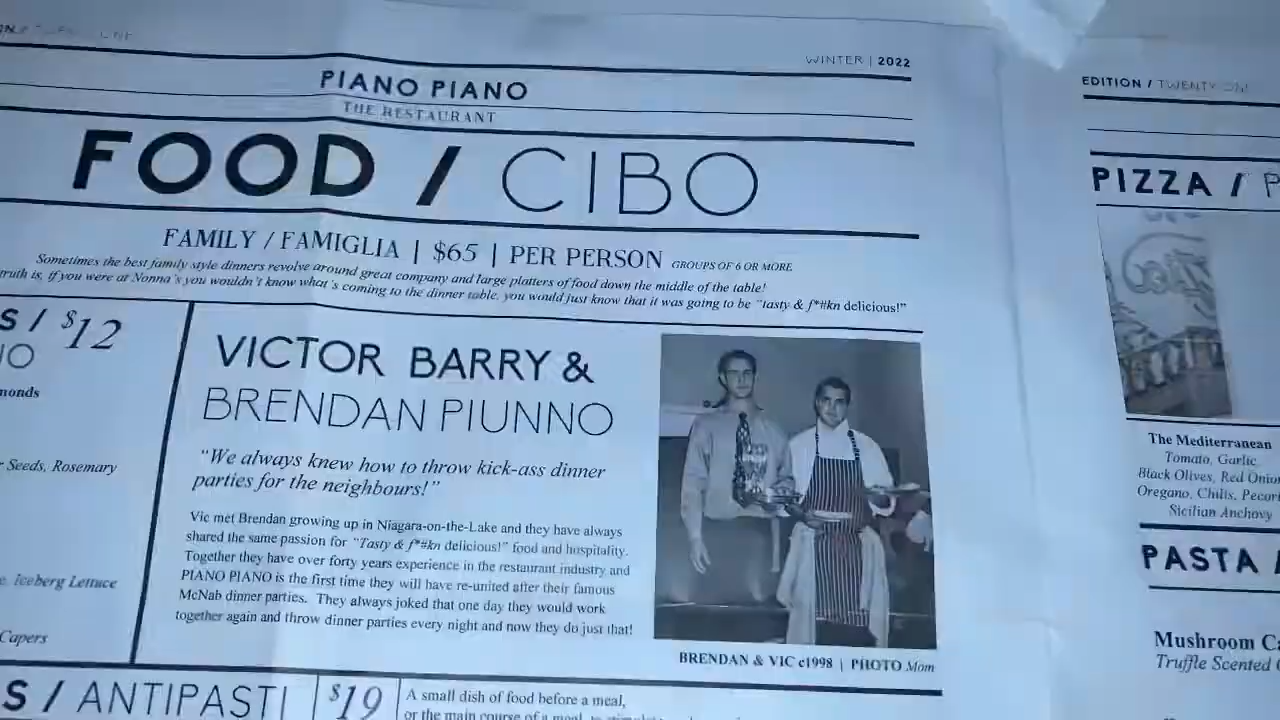 WINTER | 2022
PIANO PIANO
THE RESTAURANT
FOOD / CIBO
FAMILY / FAMIGLIA | $65 | PER PERSON GROUPS OF 6 OR MORE
Sometimes the best family style dinners revolve around great company and large platters of food down the middle of the table!
truth is, if you were at Nonna's you wouldn't know what's coming to the dinner table, you would just know that it was going to be "tasty & f*#kn delicious!"
S / $12
IO
monds
Seeds, Rosemary
Iceberg Lettuce
Capers
VICTOR BARRY &
BRENDAN PIUNNO
"We always knew how to throw kick-ass dinner
parties for the neighbours!"
Vic met Brendan growing up in Niagara-on-the-Lake and they have always
shared the same passion for "Tasty & f*#kn delicious!" food and hospitality.
Together they have over forty years experience in the restaurant industry and
PIANO PIANO is the first time they will have re-united after their famous
McNab dinner parties. They always joked that one day they would work
together again and throw dinner parties every night and now they do just that!
BRENDAN & VIC c1998 | PHOTO Mom
S / ANTIPASTI
$19
A small dish of food before a meal,
or the main course of a meal, to
EDITION / TWENTY ONE
PIZZA / P
The Mediterranean
Tomato, Garlic
Black Olives, Red Onion
Oregano, Chilis, Pecori
Sicilian Anchovy
PASTA /
Mushroom Ca
Truffle Scented